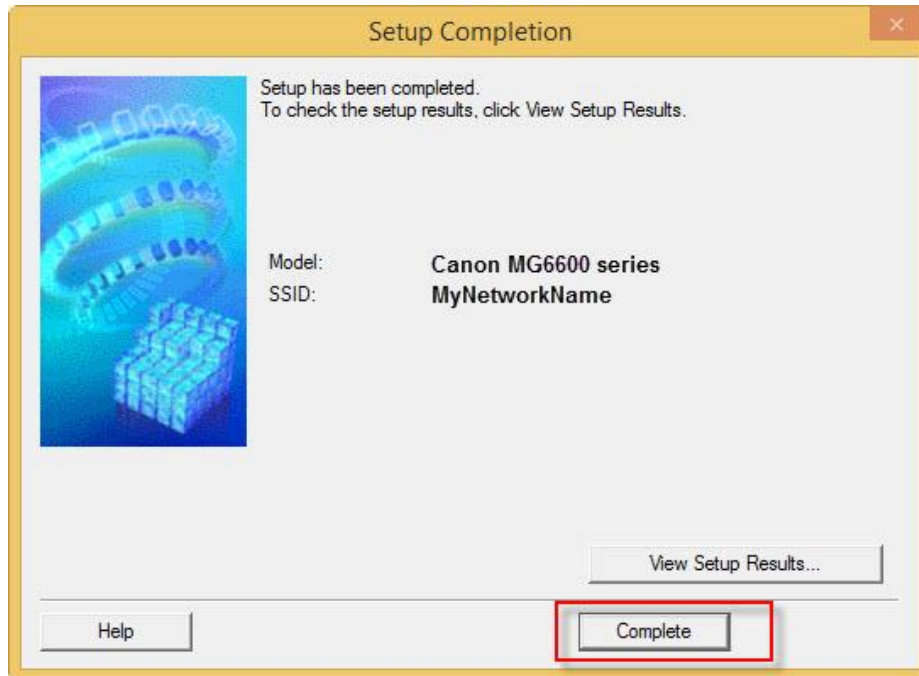 Setup Completion
Setup has been completed.
To check the setup results, click View Setup Results.
Model: Canon MG6600 series
SSID: MyNetworkName
View Setup Results...
Help Complete